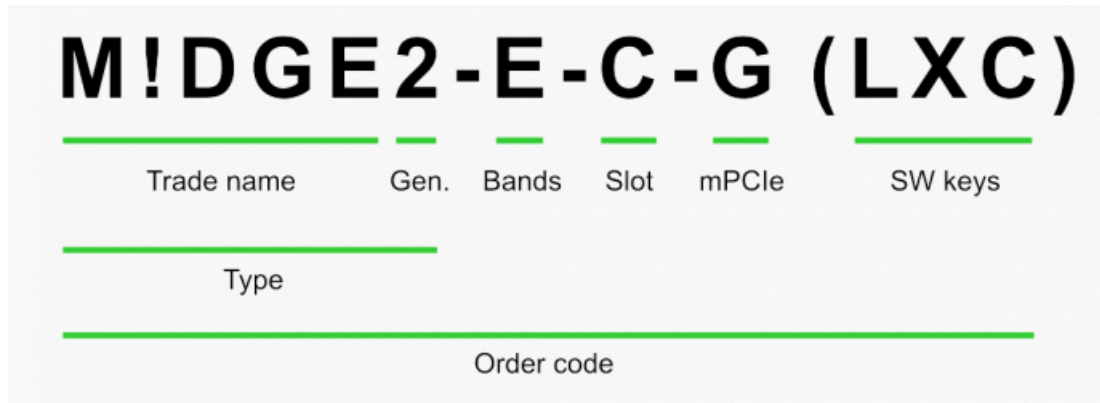 M!DGE2-E-C-G (LXC)
Trade name Gen. Bands Slot mPCIe SW keys
Type
Order code